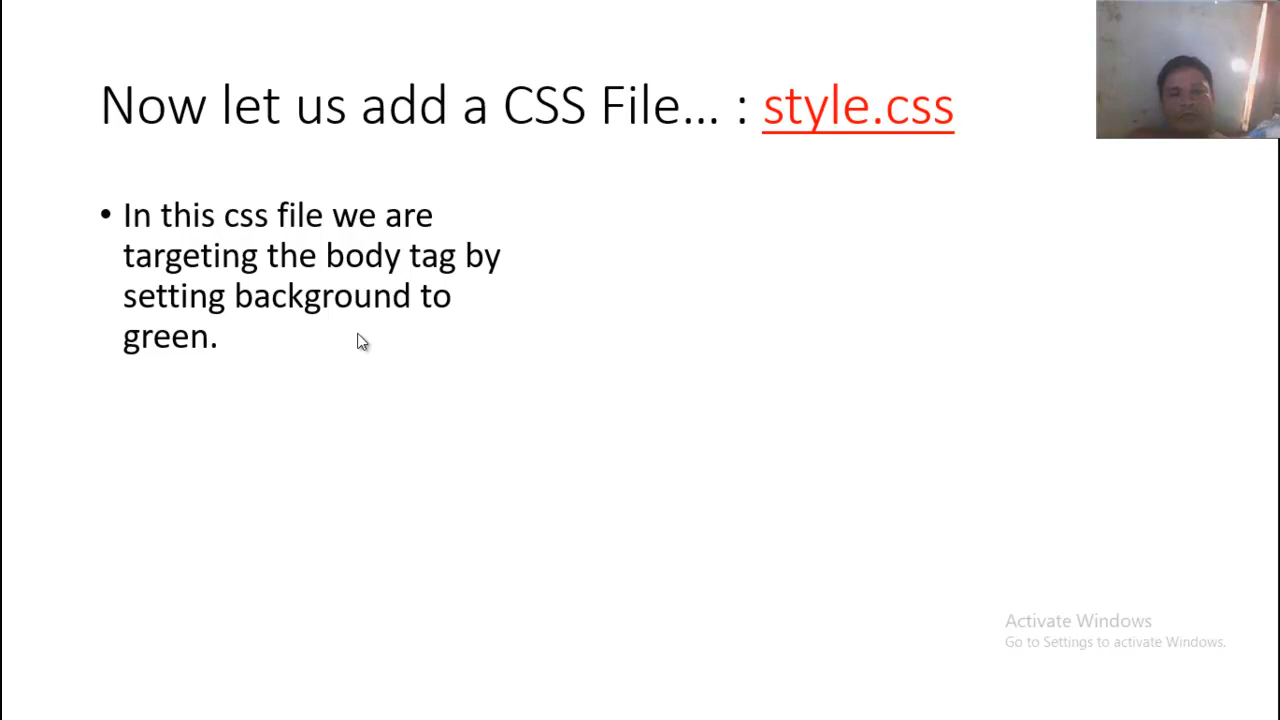 Now let us add a CSS File... : style.css
• In this css file we are
targeting the body tag by
setting background to
green.
Activate Windows
Go to Settings to activate Windows.